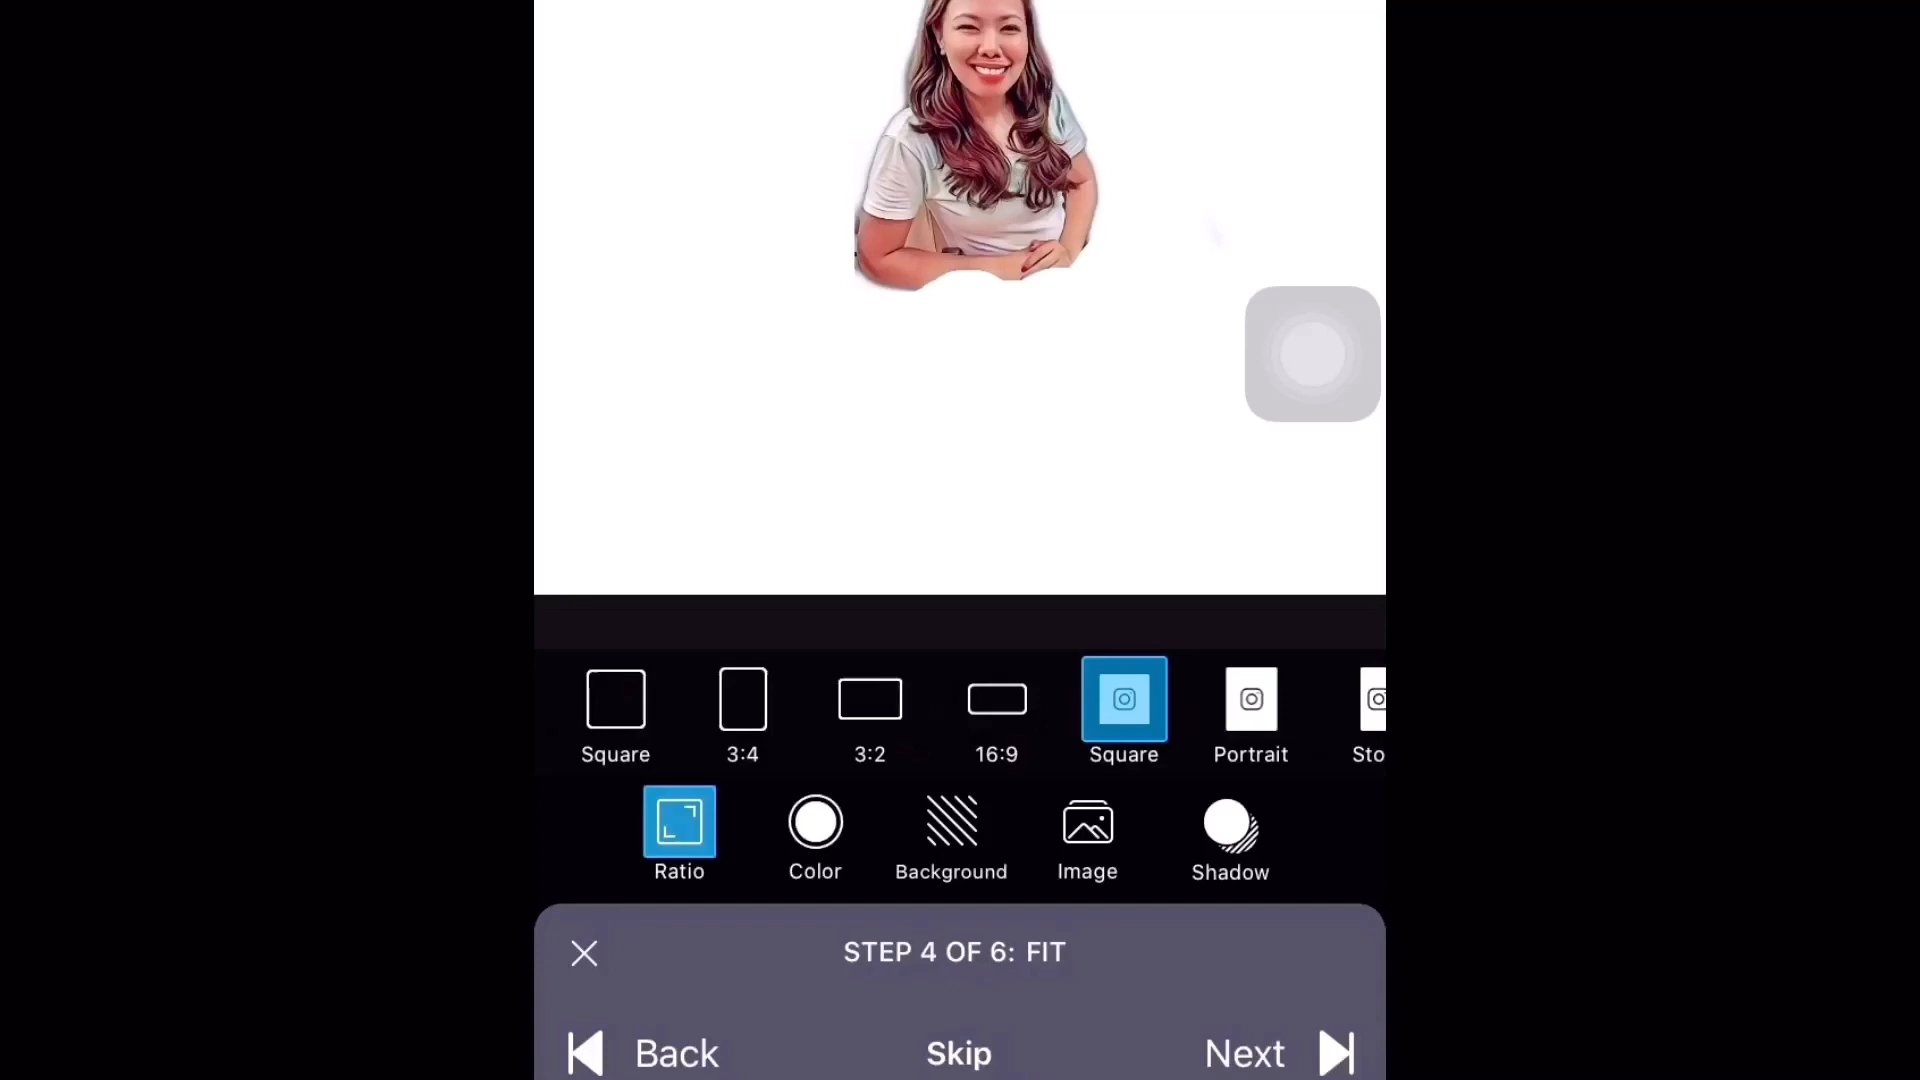 Square 3:4 3:2 16:9 Square Portrait Sto
Ratio Color Background Image Shadow
STEP 4 OF 6: FIT
Back Skip Next